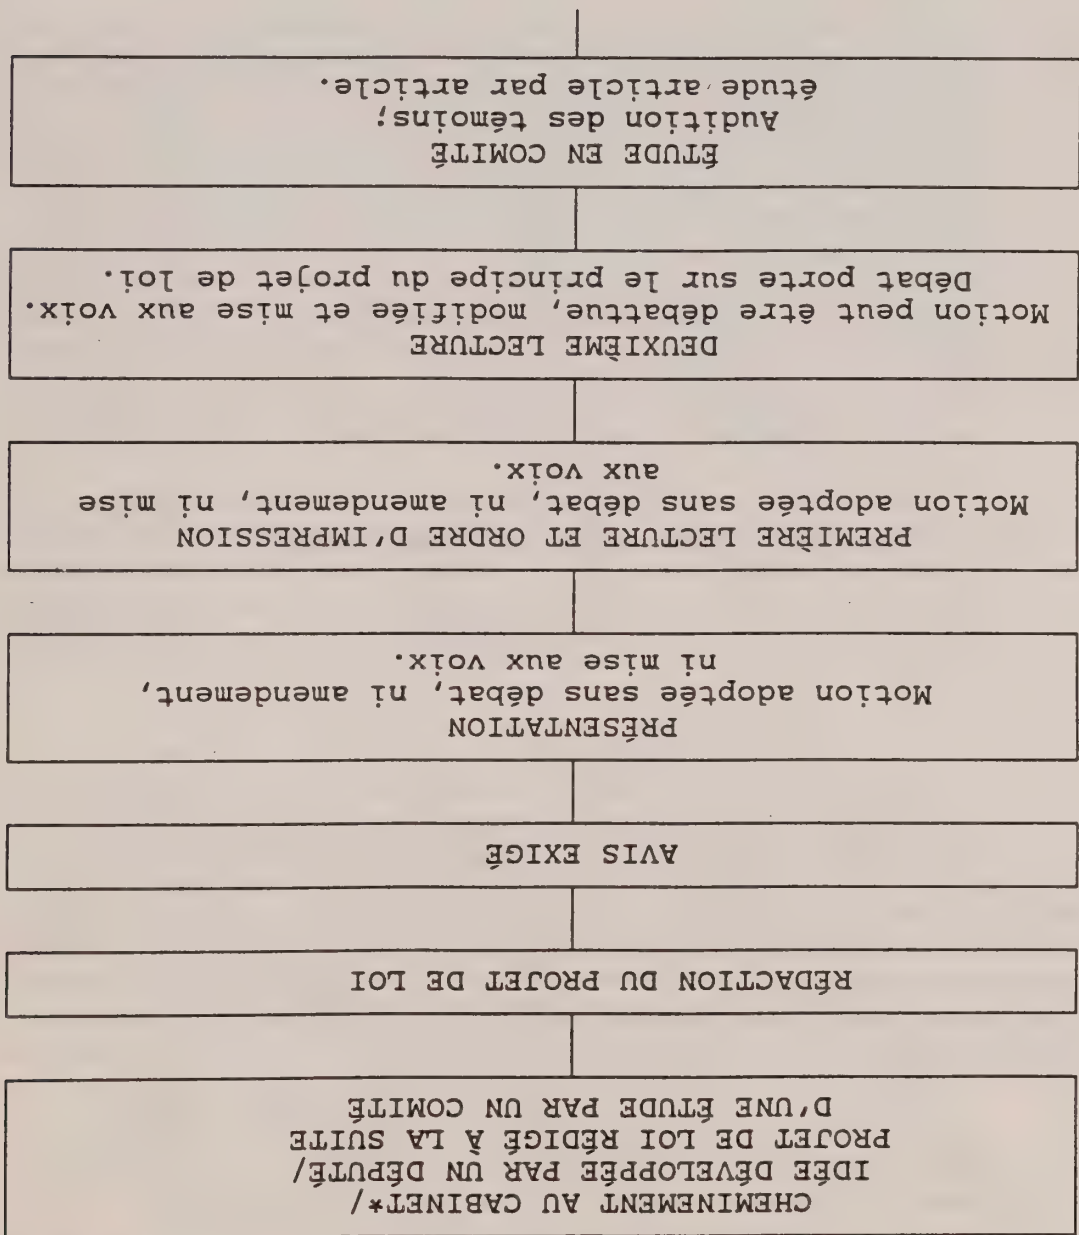 CHEMINEMENT AU CABINET*/
IDÉE DÉVELOPPÉE PAR UN DÉPUTÉ/
PROJET DE LOI RÉDIGÉ À LA SUITE
D'UNE ÉTUDE PAR UN COMITÉ
RÉDACTION DU PROJET DE LOI
AVIS EXIGÉ
PRÉSENTATION
Motion adoptée sans débat, ni amendement,
ni mise aux voix.
PREMIÈRE LECTURE ET ORDRE D'IMPRESSION
Motion adoptée sans débat, ni amendement, ni mise
aux voix.
DEUXIÈME LECTURE
Motion peut être débattue, modifiée et mise aux voix.
Débat porte sur le principe du projet de loi.
ÉTUDE EN COMITÉ
Audition des témoins;
étude article par article.